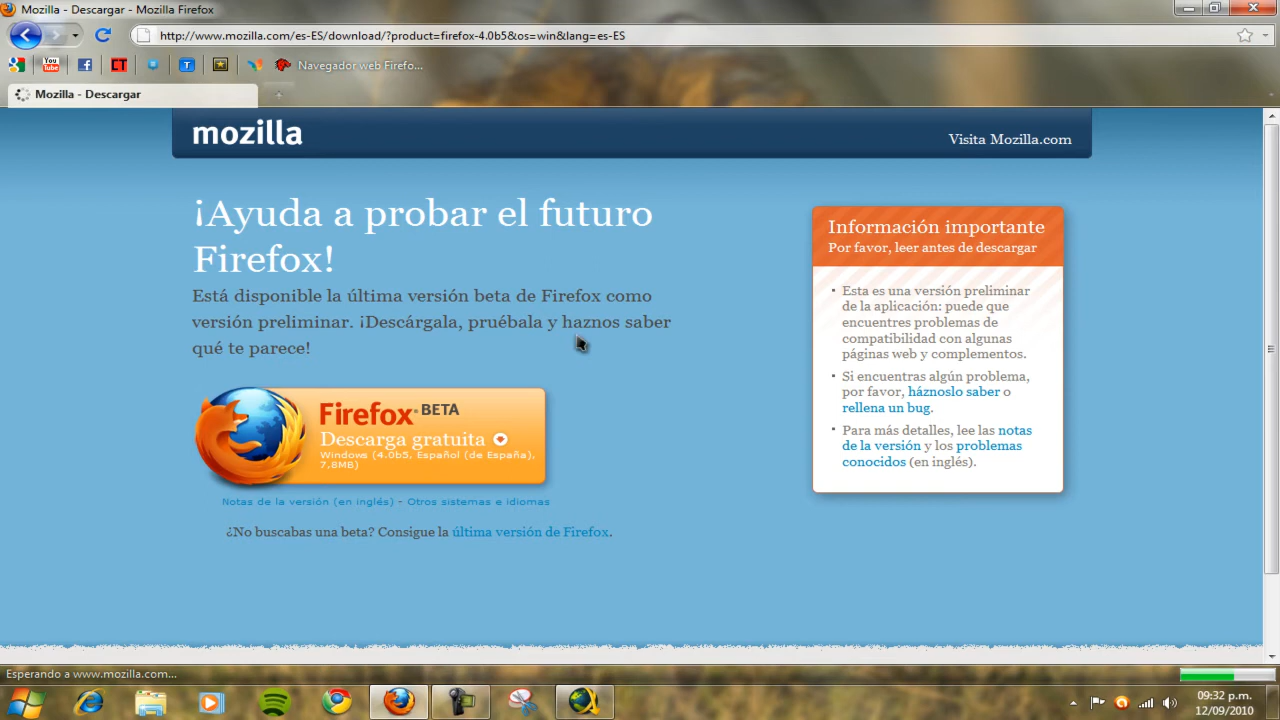 Mozilla - Descargar - Mozilla Firefox
http://www.mozilla.com/es-ES/download/?product=firefox-4.0b5&os=win&lang=es-ES
You Tube
f
CT
T
Navegador web Firefo...
Mozilla - Descargar
mozilla
Visita Mozilla.com
¡Ayuda a probar el futuro
Firefox!
Está disponible la última versión beta de Firefox como
versión preliminar. ¡Descárgala, pruébala y haznos saber
qué te parece!
Firefox BETA
Descarga gratuita
Windows (4.0b5, Español (de España),
7,8MB)
Notas de la versión (en inglés) - Otros sistemas e idiomas
¿No buscabas una beta? Consigue la última versión de Firefox.
Información importante
Por favor, leer antes de descargar
Esta es una versión preliminar
de la aplicación: puede que
encuentres problemas de
compatibilidad con algunas
páginas web y complementos.
Si encuentras algún problema,
por favor, háznoslo saber o
rellena un bug.
Para más detalles, lee las notas
de la versión y los problemas
conocidos (en inglés).
Esperando a www.mozilla.com...
09:32 p.m.
12/09/2010